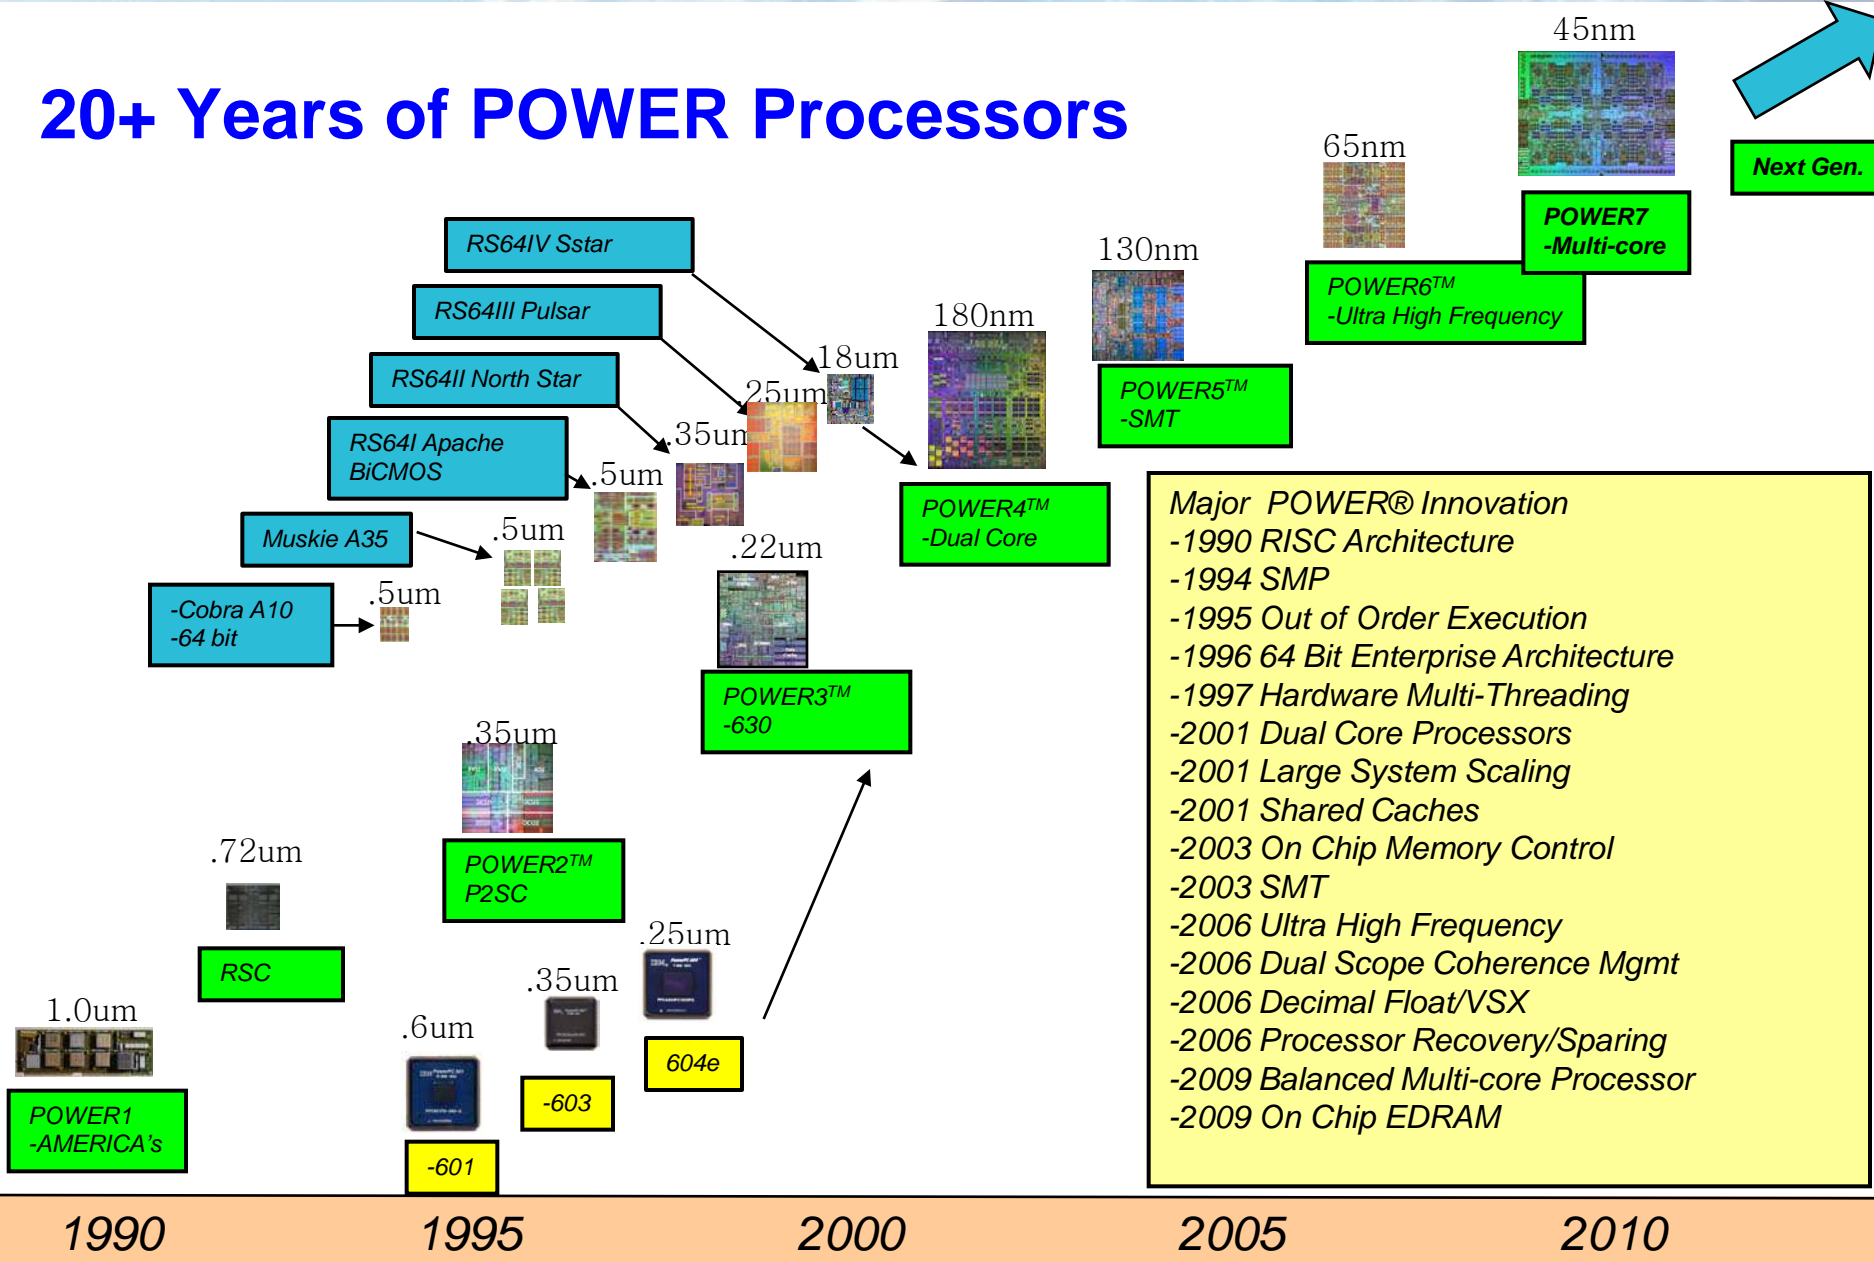 20+ Years of POWER Processors
45nm
Next Gen.
65nm
POWER7
-Multi-core
RS64IV Sstar
130nm
POWER6TM
-Ultra High Frequency
RS64III Pulsar
180nm
18um
RS64II North Star
.25um
POWER5TM
-SMT
RS64I Apache
BiCMOS
.35um
.5um
POWER4TM
-Dual Core
Muskie A35
.5um
.22um
-Cobra A10
-64 bit
.5um
POWER3TM
-630
.35um
POWER2TM
P2SC
.72um
RSC
.25um
604e
.35um
-603
1.0um
.6um
POWER1
-AMERICA's
-601
Major POWER® Innovation
-1990 RISC Architecture
-1994 SMP
-1995 Out of Order Execution
-1996 64 Bit Enterprise Architecture
-1997 Hardware Multi-Threading
-2001 Dual Core Processors
-2001 Large System Scaling
-2001 Shared Caches
-2003 On Chip Memory Control
-2003 SMT
-2006 Ultra High Frequency
-2006 Dual Scope Coherence Mgmt
-2006 Decimal Float/VSX
-2006 Processor Recovery/Sparing
-2009 Balanced Multi-core Processor
-2009 On Chip EDRAM
1990
1995
2000
2005
2010